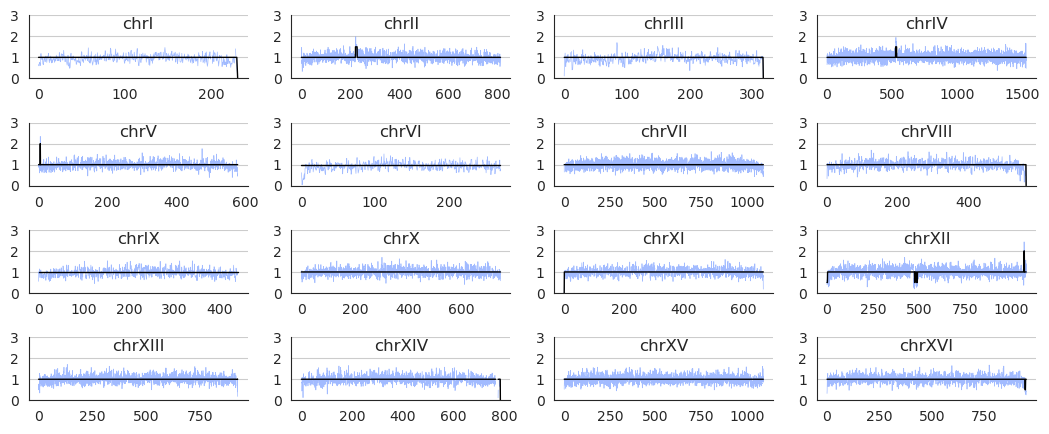 chrI chrII chrIII chrIV
3 3 3 3
2 2 2 2
1 1 1 1
0 0 0 0
0 100 200 0 200 400 600 800 0 100 200 300 0 500 1000 1500
chrV chrVI chrVII chrVIII
3 3 3 3
2 2 2 2
1 1 1 1
0 0 0 0
0 200 400 600 0 100 200 0 250 500 750 1000 0 200 400
chrIX chrX chrXI chrXII
3 3 3 3
2 2 2 2
1 1 1 1
0 0 0 0
0 100 200 300 400 0 200 400 600 0 200 400 600 0 250 500 750 1000
chrXIII chrXIV chrXV chrXVI
3 3 3 3
2 2 2 2
1 1 1 1
0 0 0 0
0 250 500 750 0 200 400 600 800 0 250 500 750 1000 0 250 500 750